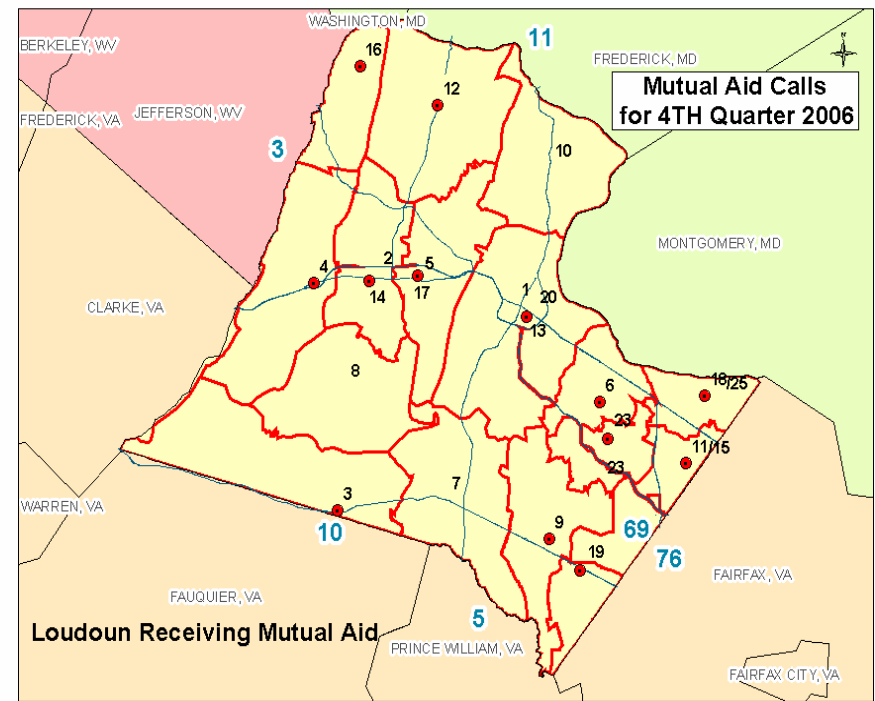 WASHINGTON, MD
BERKELEY, WV
16
11
FREDERICK, MD
Mutual Aid Calls
for 4TH Quarter 2006
12
JEFFERSON, WV
FREDERICK, VA
3
10
MONTGOMERY, MD
4
2
5
14
17
CLARKE, VA
1
20
13
8
6
18/25
23
11/15
23
7
3
WARREN, VA
10
9
69
76
19
FAIRFAX, VA
FAUQUIER, VA
5
Loudoun Receiving Mutual Aid
PRINCE WILLIAM, VA
FAIRFAX CITY, VA